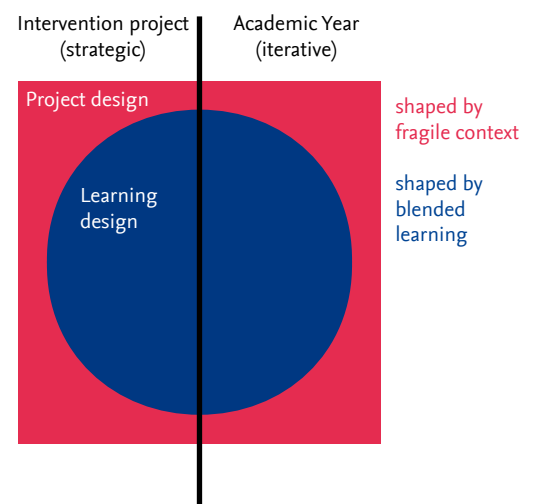 Intervention project
(strategic)
Academic Year
(iterative)
Project design
shaped by
fragile context
Learning
design
shaped by
blended
learning